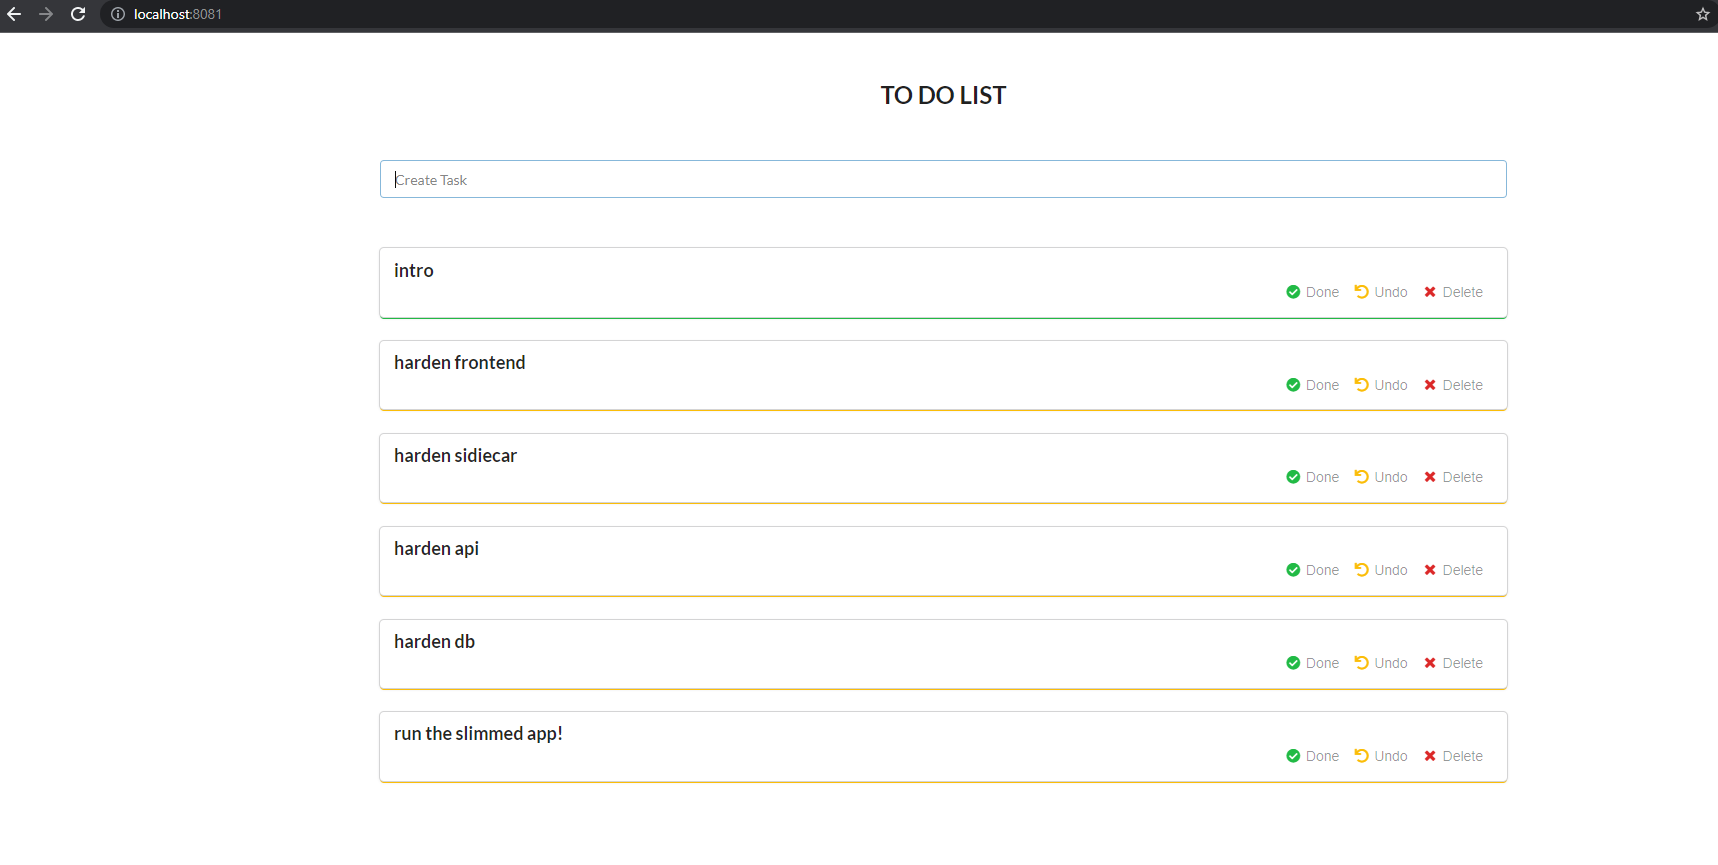 localhost:8081
TO DO LIST
Create Task
intro
Done Undo Delete
harden frontend
Done Undo Delete
harden sidiecar
Done Undo Delete
harden api
Done Undo Delete
harden db
Done Undo Delete
run the slimmed app!
Done Undo Delete